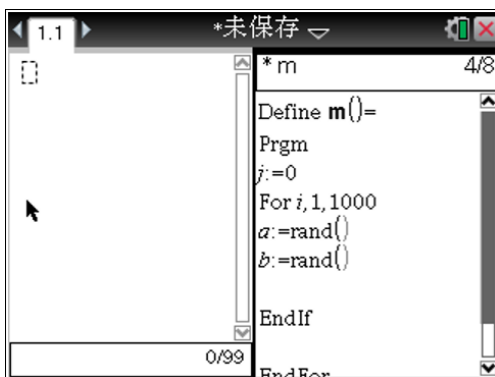 1.1
*未保存
* m
4/8
Define m()=
Prgm
j:=0
For i,1,1000
a:=rand()
b:=rand()
EndIf
EndFor
0/99